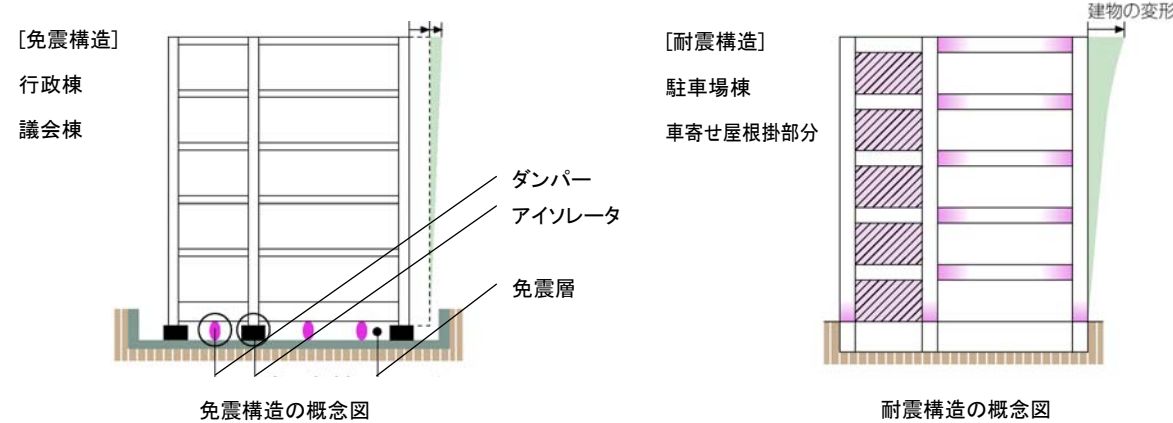 [免震構造]
行政棟
議会棟
ダンパー
アイソレータ
免震層
免震構造の概念図
建物の変形
[耐震構造]
駐車場棟
車寄せ屋根掛部分
耐震構造の概念図